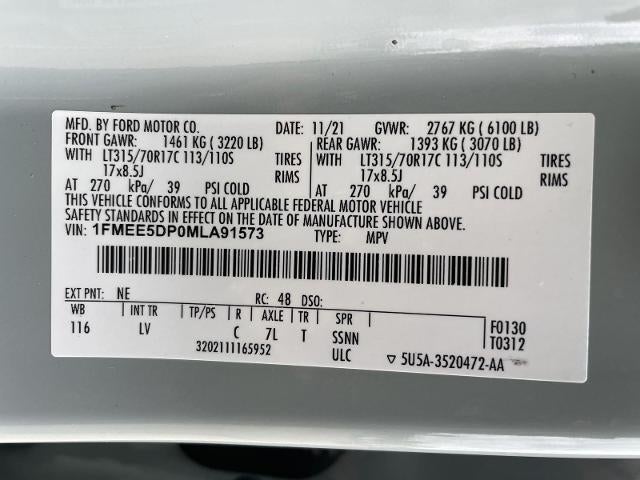 MFD. BY FORD MOTOR CO. DATE: 11/21 GVWR: 2767 KG ( 6100 LB)
FRONT GAWR: 1461 KG ( 3220 LB) REAR GAWR: 1393 KG ( 3070 LB)
WITH LT315/70R17C 113/110S TIRES WITH LT315/70R17C 113/110S TIRES
17x8.5J RIMS 17x8.5J RIMS
AT 270 kPa/ 39 PSI COLD AT 270 kPa/ 39 PSI COLD
THIS VEHICLE CONFORMS TO ALL APPLICABLE FEDERAL MOTOR VEHICLE
SAFETY STANDARDS IN EFFECT ON THE DATE OF MANUFACTURE SHOWN ABOVE.
VIN: 1FMEE5DP0MLA91573 TYPE: MPV
EXT PNT: NE RC: 48 DSO:
WB INT TR TP/PS R AXLE TR SPR F0130
116 LV C 7L T SSNN T0312
3202111165952 ULC ▽ 5U5A-3520472-AA